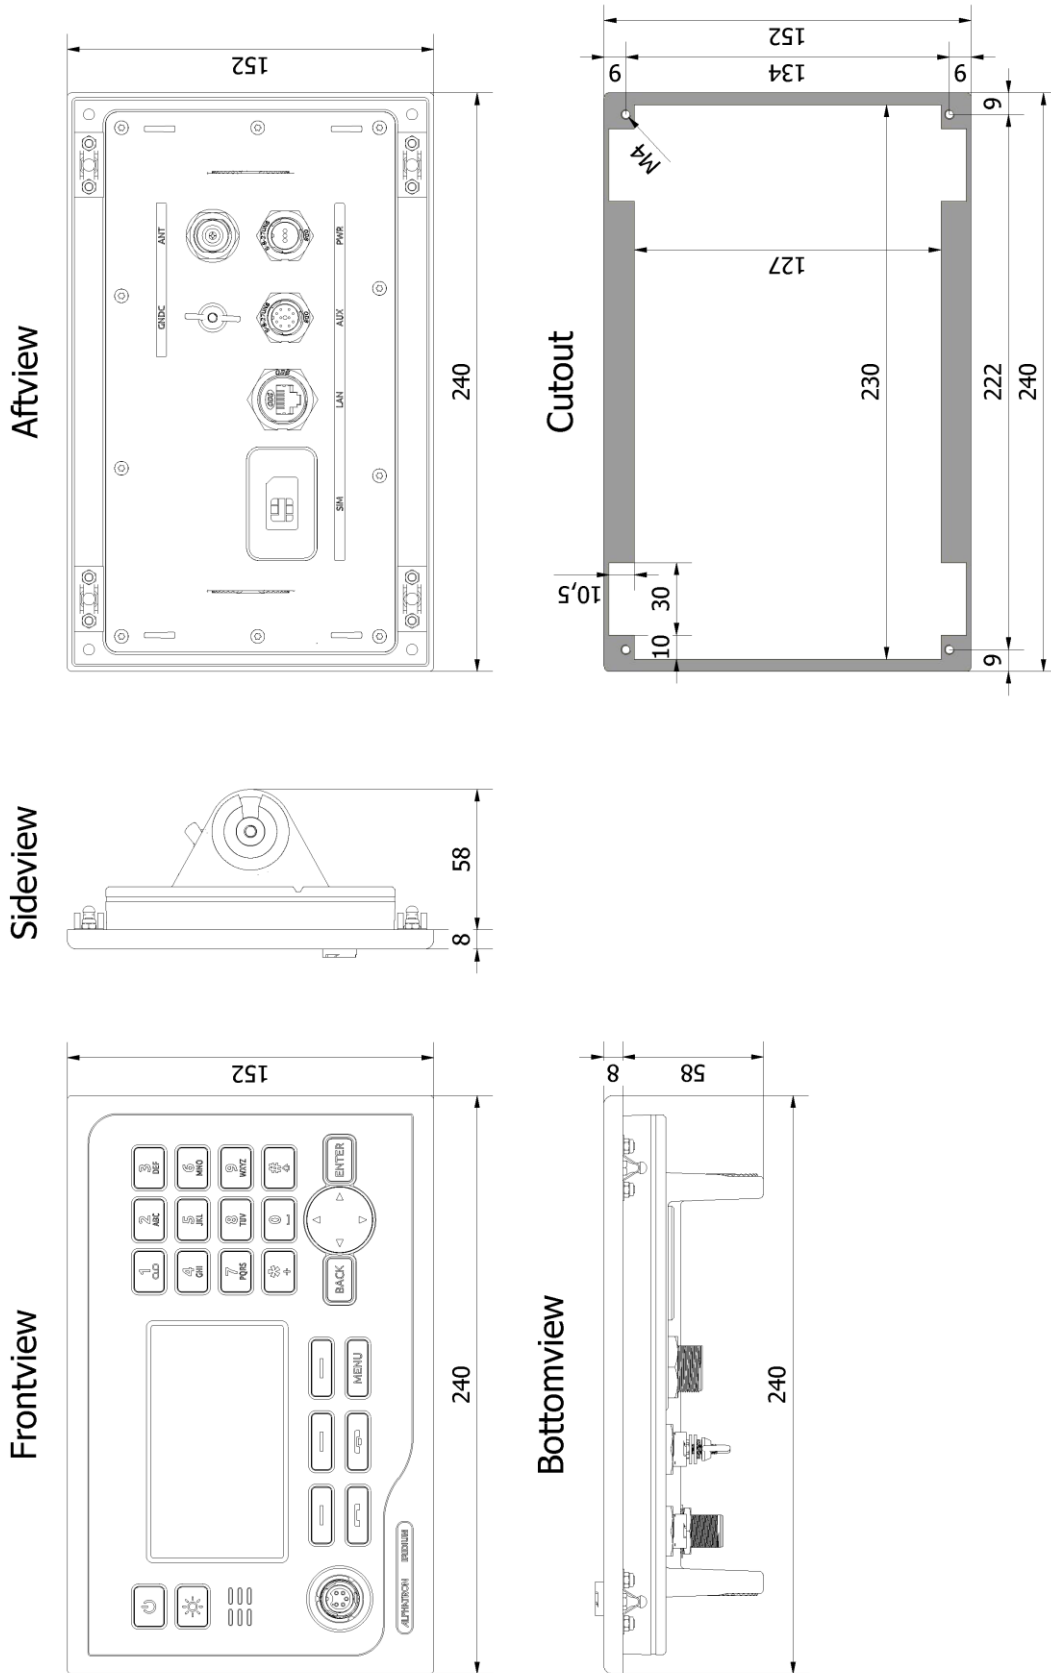 Frontview
152
240
1
2 ABC
3 DEF
4 GHI
5 JKL
6 MNO
7 PQRS
8 TUV
9 WXYZ
* +
0
#
MENU
BACK
ENTER
ALPHATRON IRIDIUM
Sideview
8
58
Aftview
152
240
GNDC
ANT
SIM
LAN
AUX
PWR
Bottomview
8
58
240
Cutout
152
134
9
9
M4
127
230
10,5
30
10
9
222
9
240